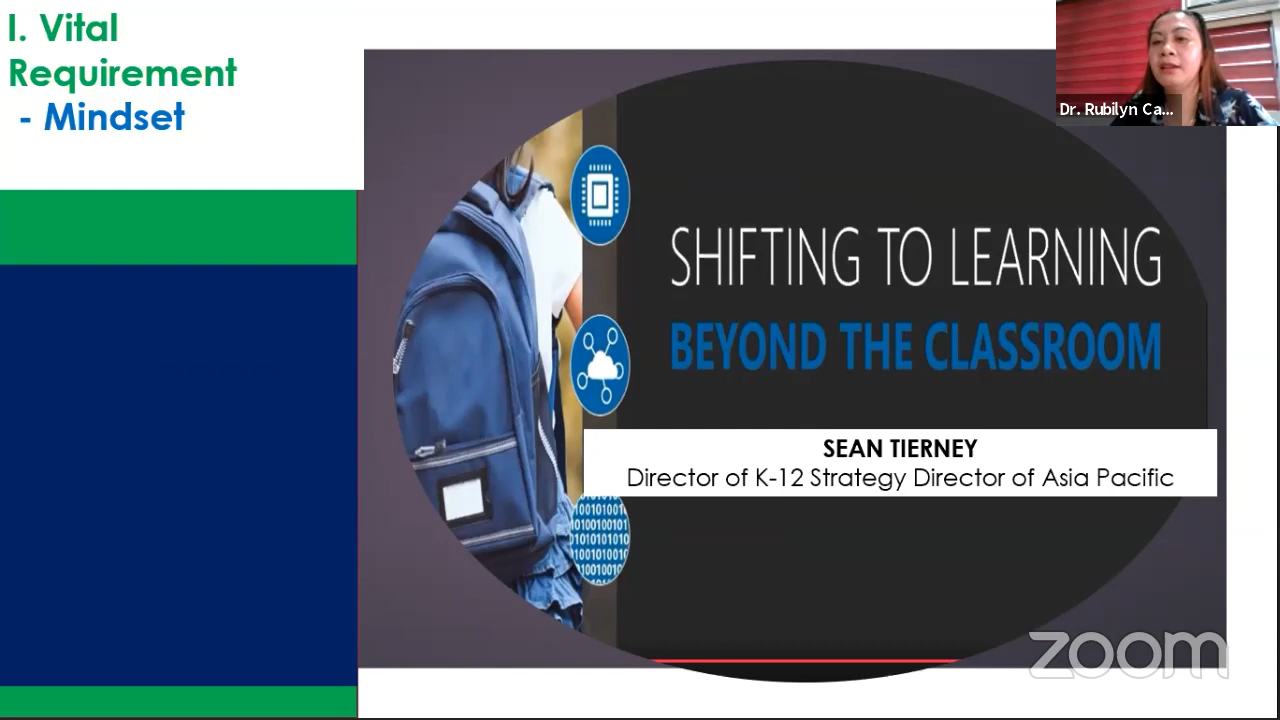 I. Vital
Requirement
- Mindset
Dr. Rubilyn Ca...
SHIFTING TO LEARNING
BEYOND THE CLASSROOM
SEAN TIERNEY
Director of K-12 Strategy Director of Asia Pacific
zoom